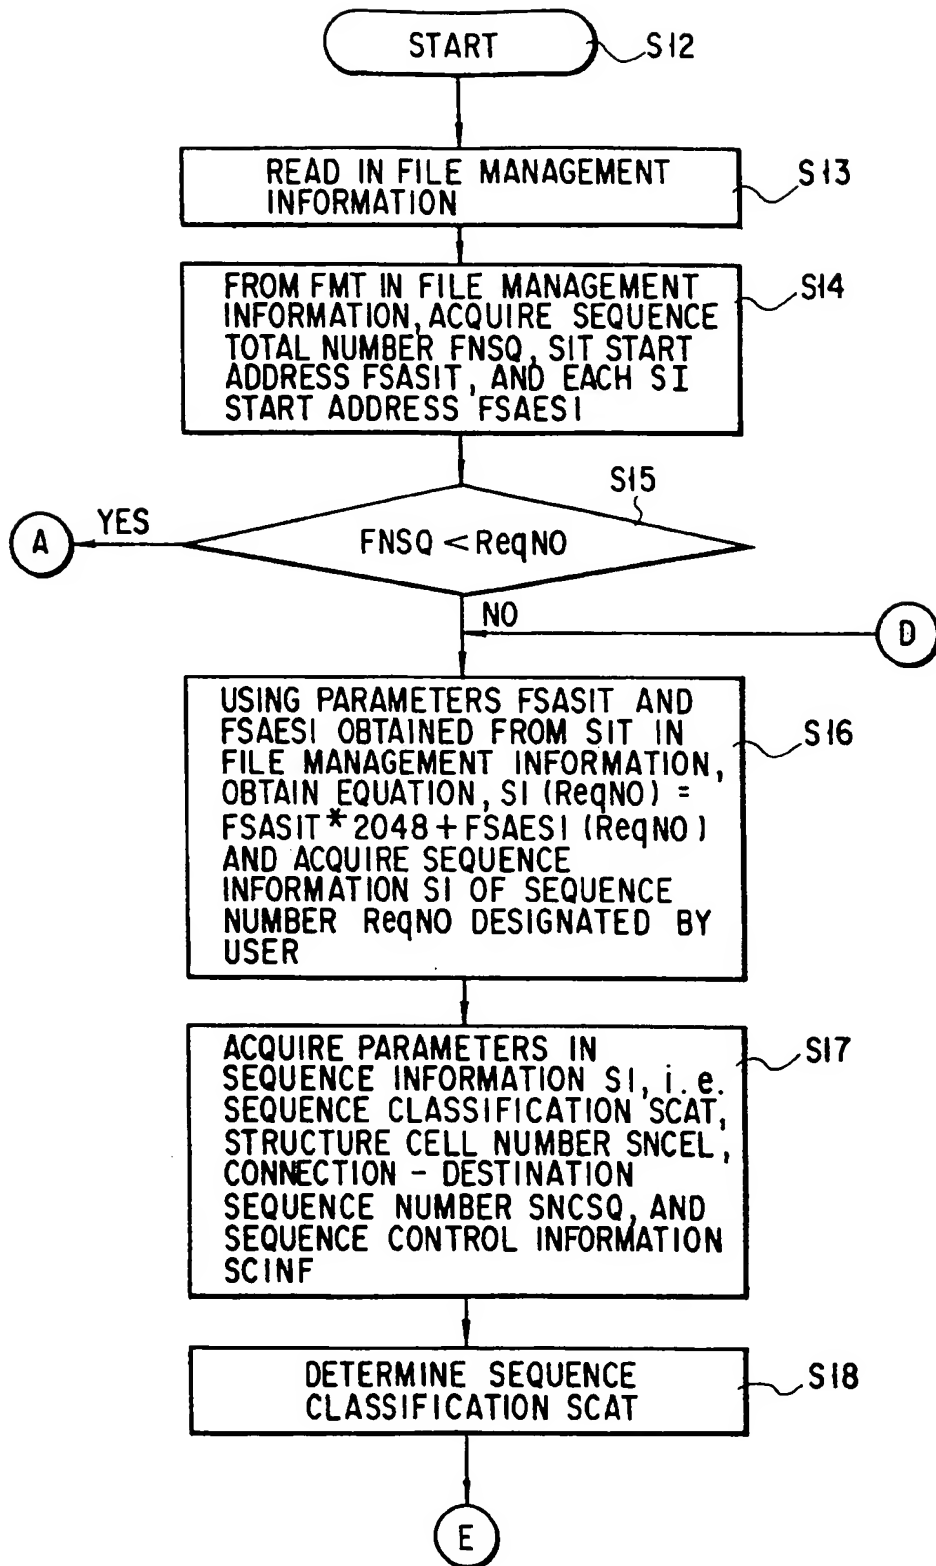 START
S12
READ IN FILE MANAGEMENT
INFORMATION
S13
FROM FMT IN FILE MANAGEMENT
INFORMATION, ACQUIRE SEQUENCE
TOTAL NUMBER FNSQ, SIT START
ADDRESS FSASIT, AND EACH SI
START ADDRESS FSAESI
S14
S15
FNSQ < ReqNO
YES
A
NO
D
USING PARAMETERS FSASIT AND
FSAESI OBTAINED FROM SIT IN
FILE MANAGEMENT INFORMATION,
OBTAIN EQUATION, SI (ReqNO) =
FSASIT * 2048 + FSAESI (ReqNO)
AND ACQUIRE SEQUENCE
INFORMATION SI OF SEQUENCE
NUMBER ReqNO DESIGNATED BY
USER
S16
ACQUIRE PARAMETERS IN
SEQUENCE INFORMATION SI, i.e.
SEQUENCE CLASSIFICATION SCAT,
STRUCTURE CELL NUMBER SNCEL,
CONNECTION - DESTINATION
SEQUENCE NUMBER SNCSQ, AND
SEQUENCE CONTROL INFORMATION
SCINF
S17
DETERMINE SEQUENCE
CLASSIFICATION SCAT
S18
E